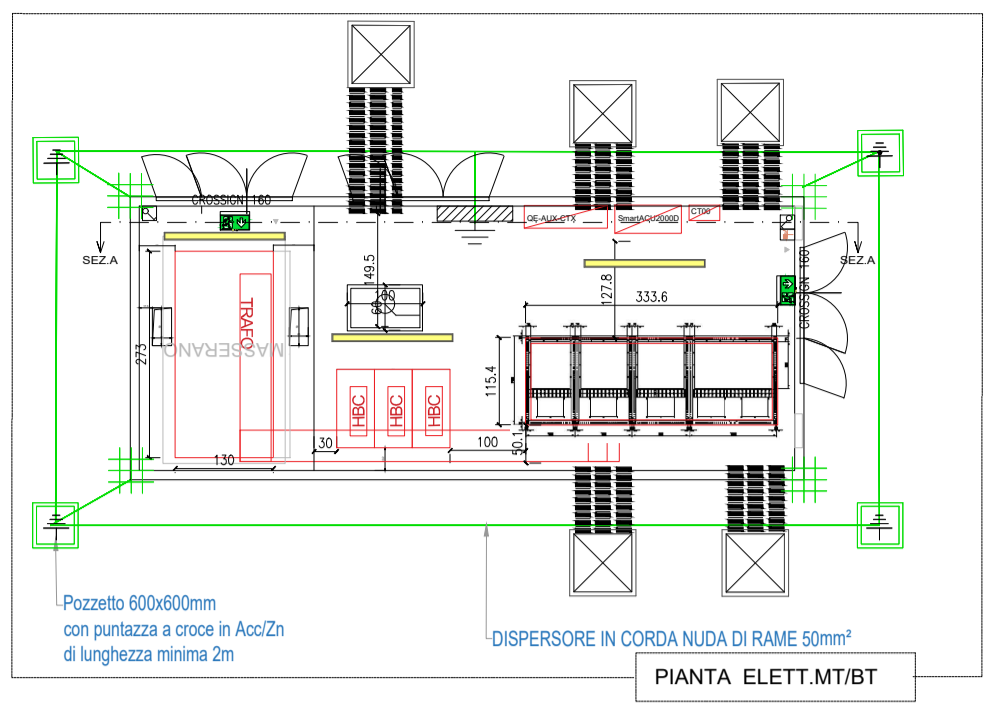 CROSSIGN 160
QE-AUX-CTX
SmartACU2000D
CT00
SEZ.A
SEZ.A
CROSSIGN 160
149.5
127.8
333.6
60
90
TRAFO
MASSERANO
273
115.4
HBC
HBC
HBC
30
100
50.1
130
Pozzetto 600x600mm
con puntazza a croce in Acc/Zn
di lunghezza minima 2m
DISPERSORE IN CORDA NUDA DI RAME 50mm²
PIANTA ELETT.MT/BT